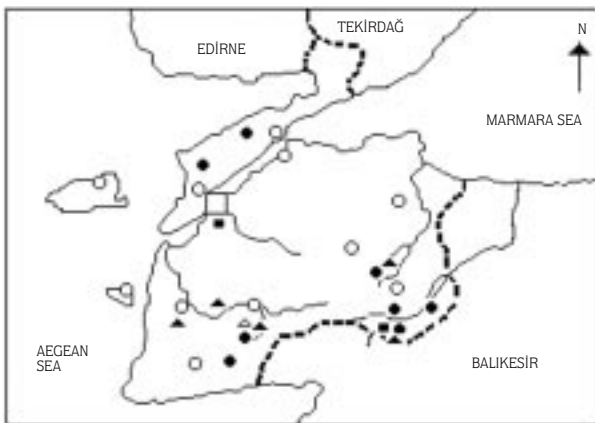 TEKİRDAĞ
EDİRNE
N
MARMARA SEA
AEGEAN
SEA
BALIKESİR